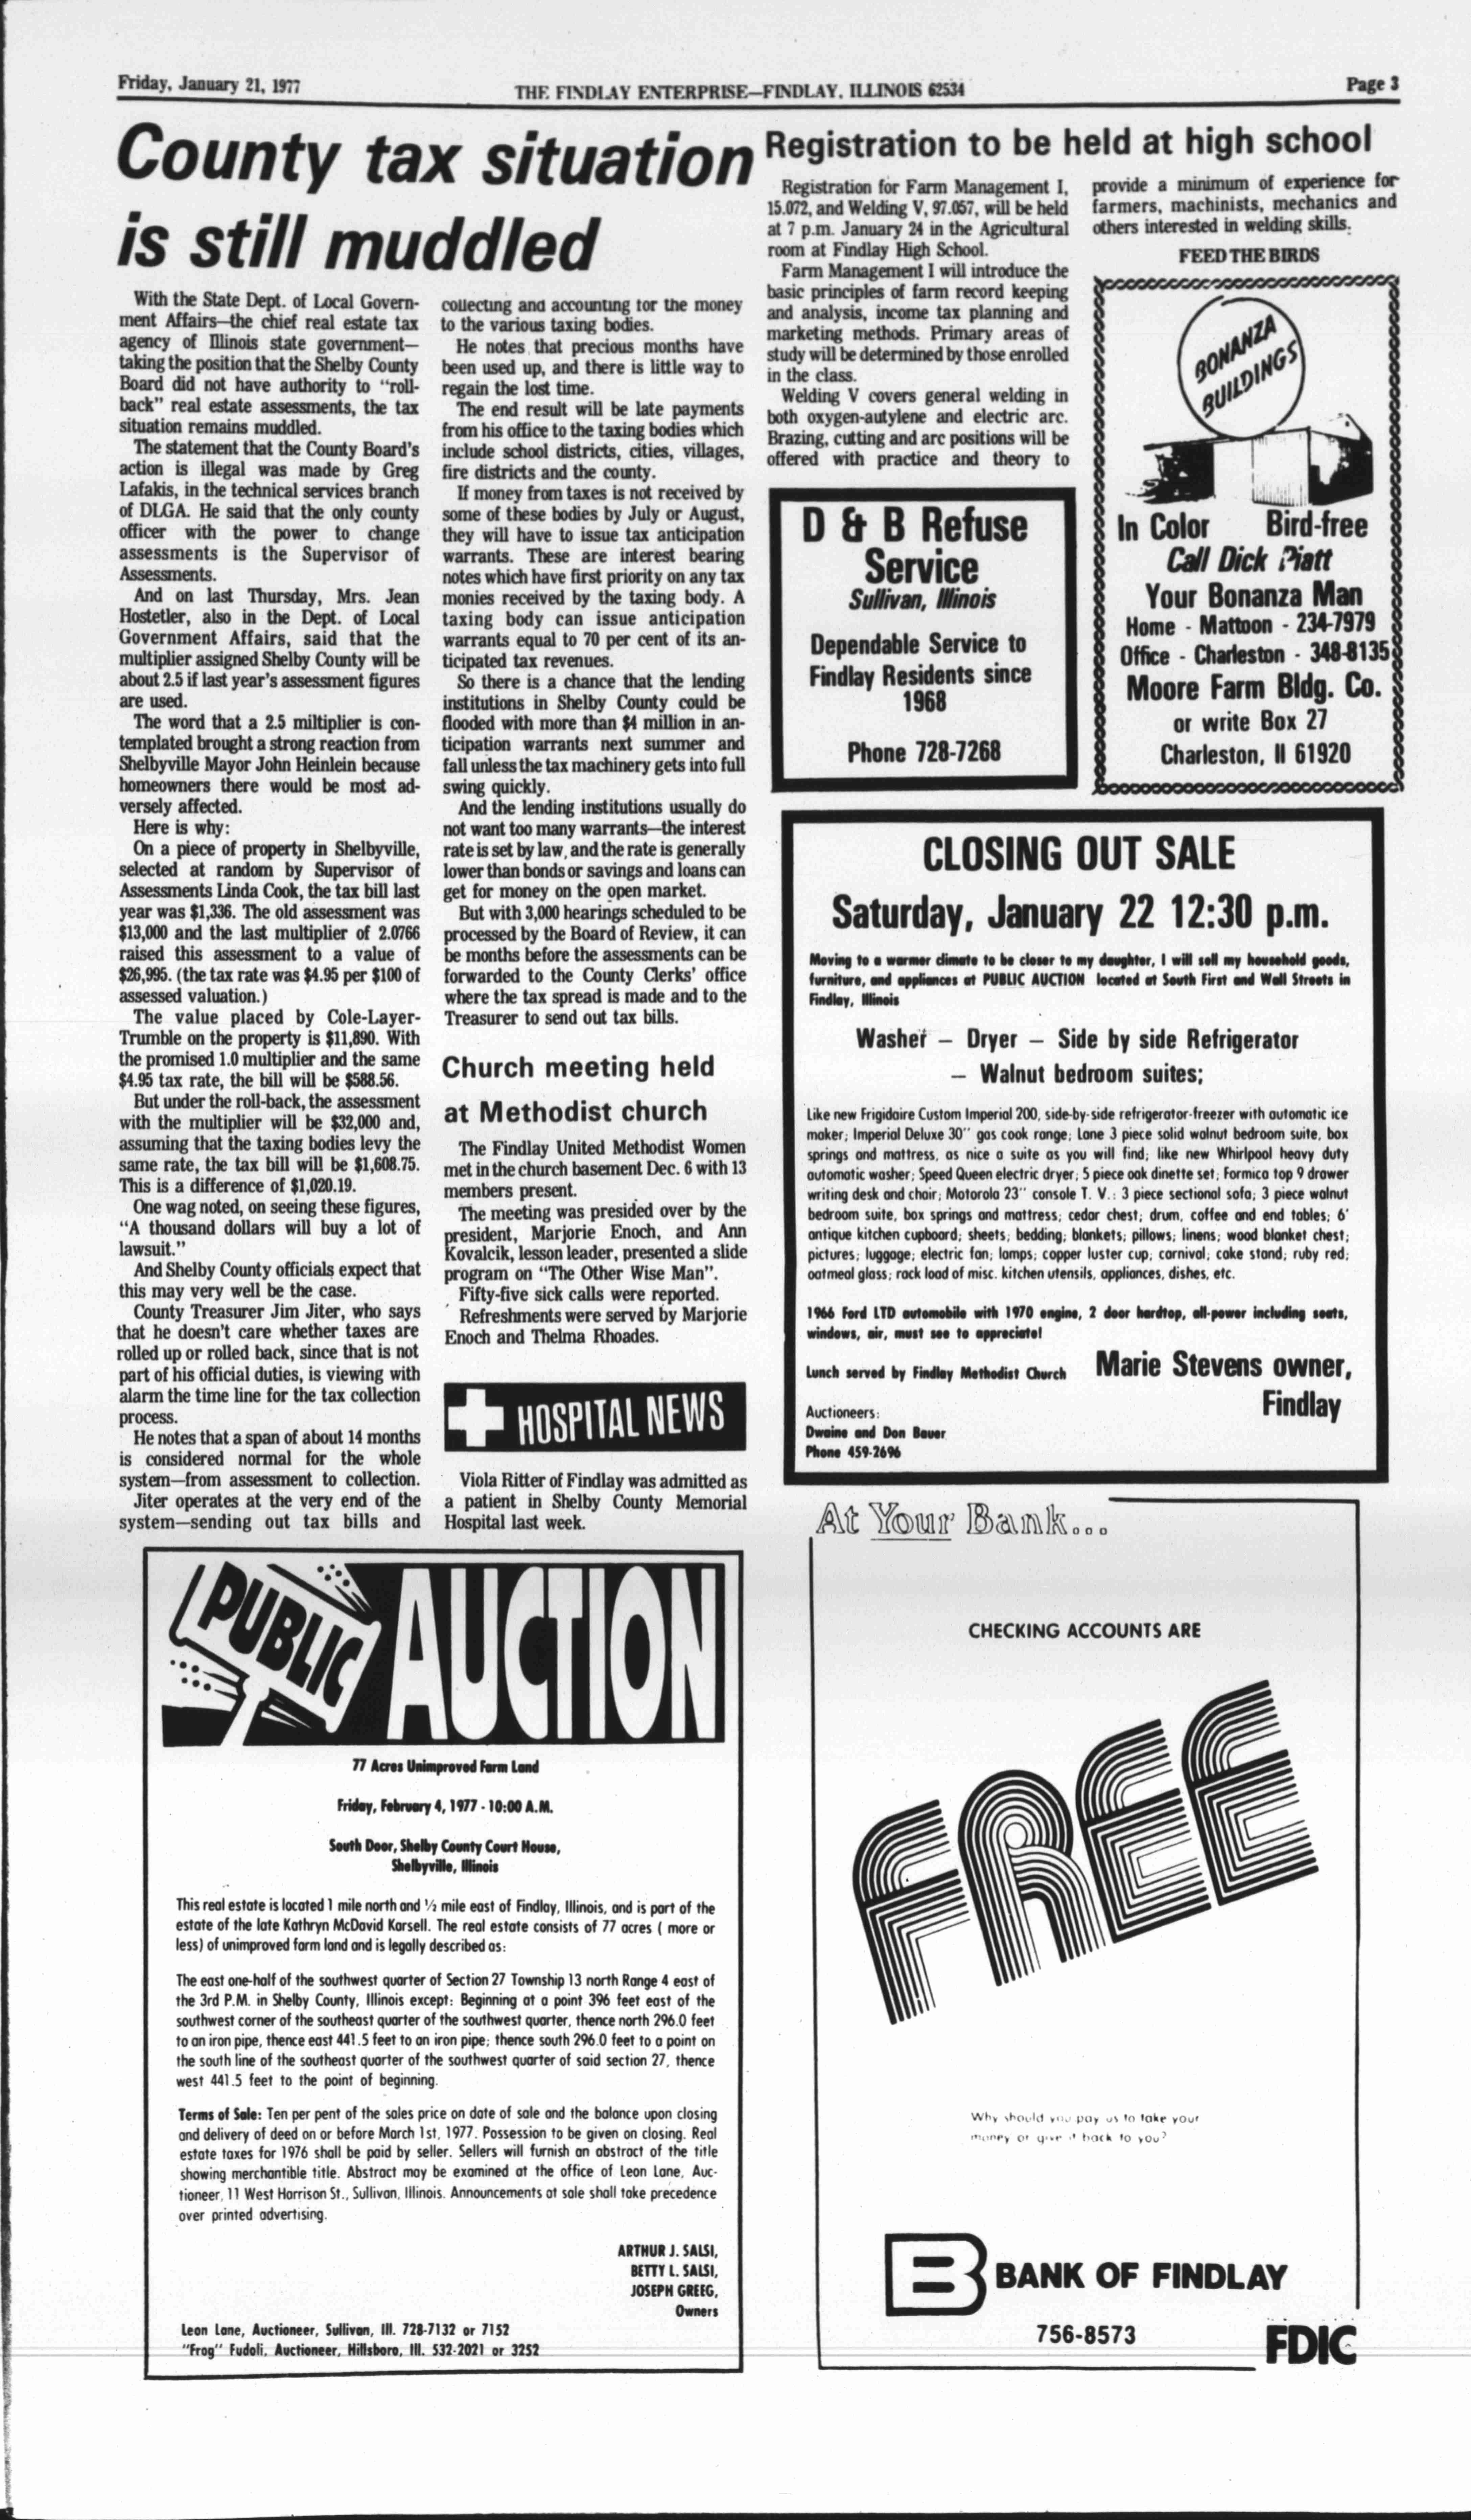 Friday, January 21, 1977
THE FINDLAY ENTERPRISE—FINDLAY, ILLINOIS 62534
Page 3
County tax situation
is still muddled
With the State Dept. of Local Govern-
ment Affairs—the chief real estate tax
agency of Illinois state government—
taking the position that the Shelby County
Board did not have authority to "roll-
back" real estate assessments, the tax
situation remains muddled.
The statement that the County Board's
action is illegal was made by Greg
Lafakis, in the technical services branch
of DLGA. He said that the only county
officer with the power to change
assessments is the Supervisor of
Assessments.
And on last Thursday, Mrs. Jean
Hostetler, also in the Dept. of Local
Government Affairs, said that the
multiplier assigned Shelby County will be
about 2.5 if last year's assessment figures
are used.
The word that a 2.5 miltiplier is con-
templated brought a strong reaction from
Shelbyville Mayor John Heinlein because
homeowners there would be most ad-
versely affected.
Here is why:
On a piece of property in Shelbyville,
selected at random by Supervisor of
Assessments Linda Cook, the tax bill last
year was $1,336. The old assessment was
$13,000 and the last multiplier of 2.0766
raised this assessment to a value of
$26,995. (the tax rate was $4.95 per $100 of
assessed valuation.)
The value placed by Cole-Layer-
Trumble on the property is $11,890. With
the promised 1.0 multiplier and the same
$4.95 tax rate, the bill will be $588.56.
But under the roll-back, the assessment
with the multiplier will be $32,000 and,
assuming that the taxing bodies levy the
same rate, the tax bill will be $1,608.75.
This is a difference of $1,020.19.
One wag noted, on seeing these figures,
"A thousand dollars will buy a lot of
lawsuit."
And Shelby County officials expect that
this may very well be the case.
County Treasurer Jim Jiter, who says
that he doesn't care whether taxes are
rolled up or rolled back, since that is not
part of his official duties, is viewing with
alarm the time line for the tax collection
process.
He notes that a span of about 14 months
is considered normal for the whole
system—from assessment to collection.
Jiter operates at the very end of the
system—sending out tax bills and
collecting and accounting for the money
to the various taxing bodies.
He notes that precious months have
been used up, and there is little way to
regain the lost time.
The end result will be late payments
from his office to the taxing bodies which
include school districts, cities, villages,
fire districts and the county.
If money from taxes is not received by
some of these bodies by July or August,
they will have to issue tax anticipation
warrants. These are interest bearing
notes which have first priority on any tax
monies received by the taxing body. A
taxing body can issue anticipation
warrants equal to 70 per cent of its an-
ticipated tax revenues.
So there is a chance that the lending
institutions in Shelby County could be
flooded with more than $4 million in an-
ticipation warrants next summer and
fall unless the tax machinery gets into full
swing quickly.
And the lending institutions usually do
not want too many warrants—the interest
rate is set by law, and the rate is generally
lower than bonds or savings and loans can
get for money on the open market.
But with 3,000 hearings scheduled to be
processed by the Board of Review, it can
be months before the assessments can be
forwarded to the County Clerks' office
where the tax spread is made and to the
Treasurer to send out tax bills.
Church meeting held
at Methodist church
The Findlay United Methodist Women
met in the church basement Dec. 6 with 13
members present.
The meeting was presided over by the
president, Marjorie Enoch, and Ann
Kovalcik, lesson leader, presented a slide
program on "The Other Wise Man".
Fifty-five sick calls were reported.
Refreshments were served by Marjorie
Enoch and Thelma Rhoades.
HOSPITAL NEWS
Viola Ritter of Findlay was admitted as
a patient in Shelby County Memorial
Hospital last week.
Registration to be held at high school
Registration for Farm Management I,
15.072, and Welding V, 97.057, will be held
at 7 p.m. January 24 in the Agricultural
room at Findlay High School.
Farm Management I will introduce the
basic principles of farm record keeping
and analysis, income tax planning and
marketing methods. Primary areas of
study will be determined by those enrolled
in the class.
Welding V covers general welding in
both oxygen-autylene and electric arc.
Brazing, cutting and arc positions will be
offered with practice and theory to
provide a minimum of experience for
farmers, machinists, mechanics and
others interested in welding skills.
FEED THE BIRDS
D & B Refuse
Service
Sullivan, Illinois
Dependable Service to
Findlay Residents since
1968
Phone 728-7268
BONANZA
BUILDINGS
In Color Bird-free
Call Dick Piatt
Your Bonanza Man
Home - Mattoon - 234-7979
Office - Charleston - 348-8135
Moore Farm Bldg. Co.
or write Box 27
Charleston, Il 61920
CLOSING OUT SALE
Saturday, January 22 12:30 p.m.
Moving to a warmer climate to be closer to my daughter, I will sell my household goods,
furniture, and appliances at PUBLIC AUCTION located at South First and Wall Streets in
Findlay, Illinois
Washer — Dryer — Side by side Refrigerator
— Walnut bedroom suites;
Like new Frigidaire Custom Imperial 200, side-by-side refrigerator-freezer with automatic ice
maker; Imperial Deluxe 30" gas cook range; Lane 3 piece solid walnut bedroom suite, box
springs and mattress, as nice a suite as you will find; like new Whirlpool heavy duty
automatic washer; Speed Queen electric dryer; 5 piece oak dinette set; Formica top 9 drawer
writing desk and chair; Motorola 23" console T. V.: 3 piece sectional sofa; 3 piece walnut
bedroom suite, box springs and mattress; cedar chest; drum, coffee and end tables; 6'
antique kitchen cupboard; sheets; bedding; blankets; pillows; linens; wood blanket chest;
pictures; luggage; electric fan; lamps; copper luster cup; carnival; cake stand; ruby red;
oatmeal glass; rack load of misc. kitchen utensils, appliances, dishes, etc.
1966 Ford LTD automobile with 1970 engine, 2 door hardtop, all-power including seats,
windows, air, must see to appreciate!
Lunch served by Findlay Methodist Church
Marie Stevens owner,
Findlay
Auctioneers:
Dwaine and Don Bauer
Phone 459-2696
PUBLIC AUCTION
77 Acres Unimproved Farm Land
Friday, February 4, 1977 - 10:00 A.M.
South Door, Shelby County Court House,
Shelbyville, Illinois
This real estate is located 1 mile north and ½ mile east of Findlay, Illinois, and is part of the
estate of the late Kathryn McDavid Karsell. The real estate consists of 77 acres ( more or
less) of unimproved farm land and is legally described as:
The east one-half of the southwest quarter of Section 27 Township 13 north Range 4 east of
the 3rd P.M. in Shelby County, Illinois except: Beginning at a point 396 feet east of the
southwest corner of the southeast quarter of the southwest quarter, thence north 296.0 feet
to an iron pipe, thence east 441.5 feet to an iron pipe; thence south 296.0 feet to a point on
the south line of the southeast quarter of the southwest quarter of said section 27, thence
west 441.5 feet to the point of beginning.
Terms of Sale: Ten per pent of the sales price on date of sale and the balance upon closing
and delivery of deed on or before March 1st, 1977. Possession to be given on closing. Real
estate taxes for 1976 shall be paid by seller. Sellers will furnish an abstract of the title
showing merchantible title. Abstract may be examined at the office of Leon Lane, Auc-
tioneer, 11 West Harrison St., Sullivan, Illinois. Announcements at sale shall take precedence
over printed advertising.
ARTHUR J. SALSI,
BETTY L. SALSI,
JOSEPH GREEG,
Owners
Leon Lane, Auctioneer, Sullivan, Ill. 728-7132 or 7152
"Frog" Fudoli, Auctioneer, Hillsboro, Ill. 532-2021 or 3252
At Your Bank...
CHECKING ACCOUNTS ARE
FREE
Why should you pay us to take your
money or give it back to you?
B BANK OF FINDLAY
756-8573
FDIC